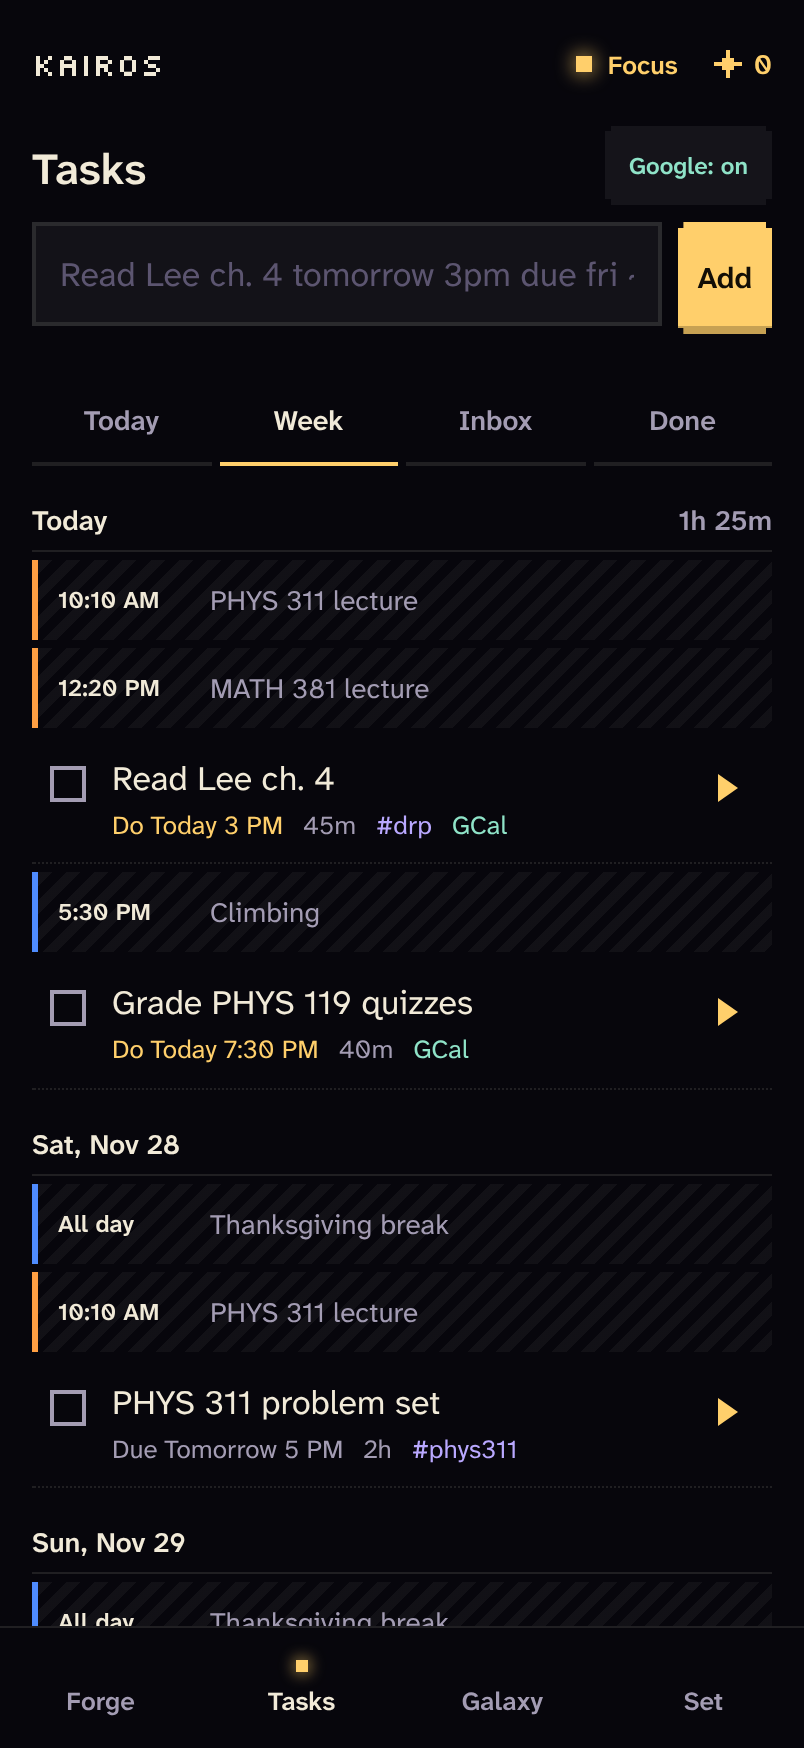 KAIROS
Focus 0
Tasks
Google: on
Read Lee ch. 4 tomorrow 3pm due fri
Add
Today Week Inbox Done
Today 1h 25m
10:10 AM PHYS 311 lecture
12:20 PM MATH 381 lecture
Read Lee ch. 4
Do Today 3 PM 45m #drp GCal
5:30 PM Climbing
Grade PHYS 119 quizzes
Do Today 7:30 PM 40m GCal
Sat, Nov 28
All day Thanksgiving break
10:10 AM PHYS 311 lecture
PHYS 311 problem set
Due Tomorrow 5 PM 2h #phys311
Sun, Nov 29
All day Thanksgiving break
Forge Tasks Galaxy Set